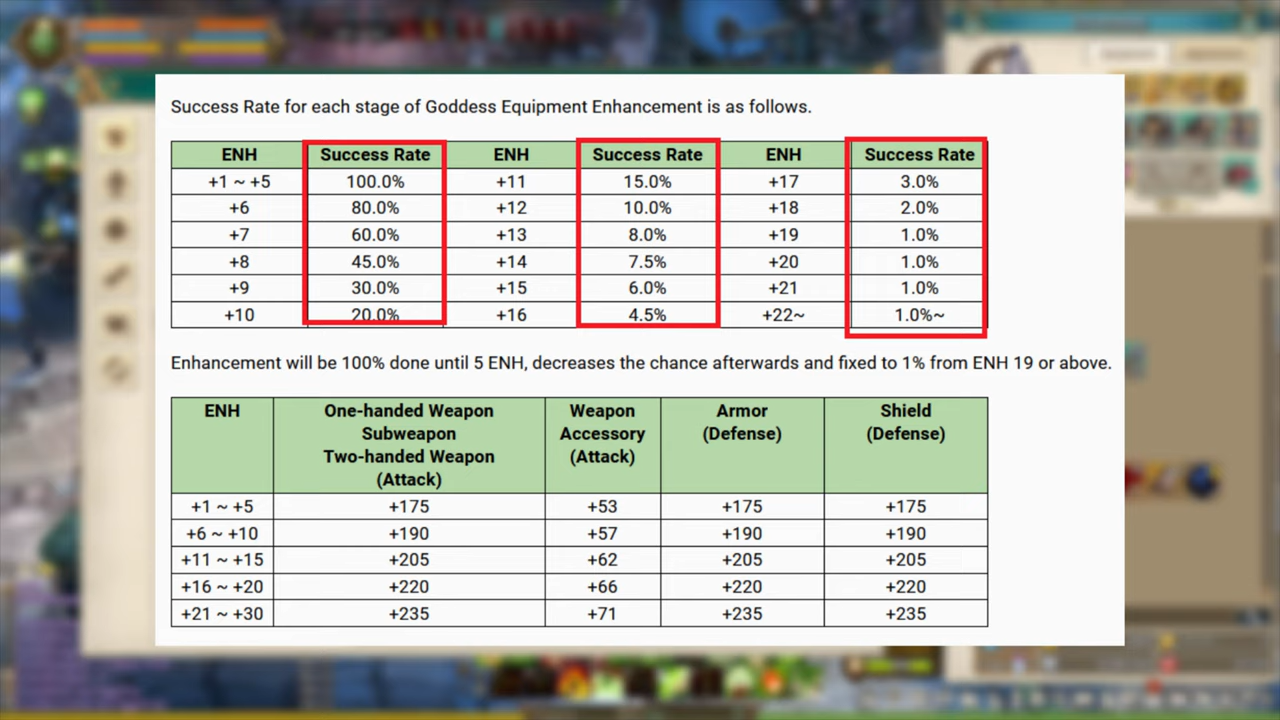 Success Rate for each stage of Goddess Equipment Enhancement is as follows.
ENH Success Rate ENH Success Rate ENH Success Rate
+1 ~ +5 100.0% +11 15.0% +17 3.0%
+6 80.0% +12 10.0% +18 2.0%
+7 60.0% +13 8.0% +19 1.0%
+8 45.0% +14 7.5% +20 1.0%
+9 30.0% +15 6.0% +21 1.0%
+10 20.0% +16 4.5% +22~ 1.0%~
Enhancement will be 100% done until 5 ENH, decreases the chance afterwards and fixed to 1% from ENH 19 or above.
ENH One-handed Weapon Weapon Armor Shield
Subweapon Accessory (Defense) (Defense)
Two-handed Weapon (Attack)
(Attack)
+1 ~ +5 +175 +53 +175 +175
+6 ~ +10 +190 +57 +190 +190
+11 ~ +15 +205 +62 +205 +205
+16 ~ +20 +220 +66 +220 +220
+21 ~ +30 +235 +71 +235 +235